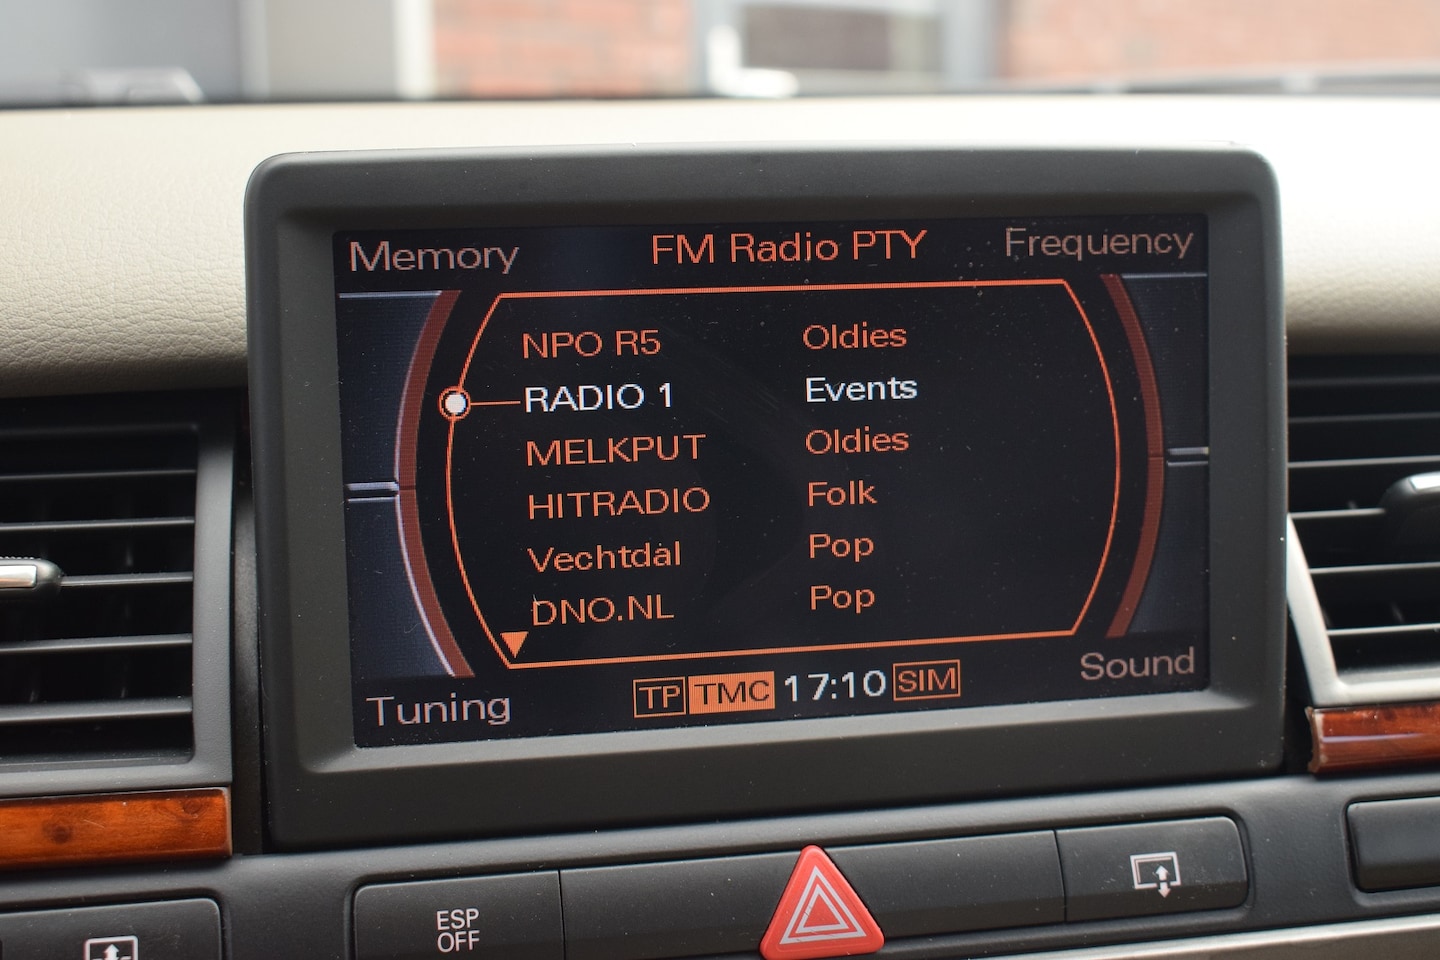 Memory FM Radio PTY Frequency
NPO R5 Oldies
RADIO 1 Events
MELKPUT Oldies
HITRADIO Folk
Vechtdal Pop
DNO.NL Pop
Tuning TP TMC 17:10 SIM Sound
ESP
OFF